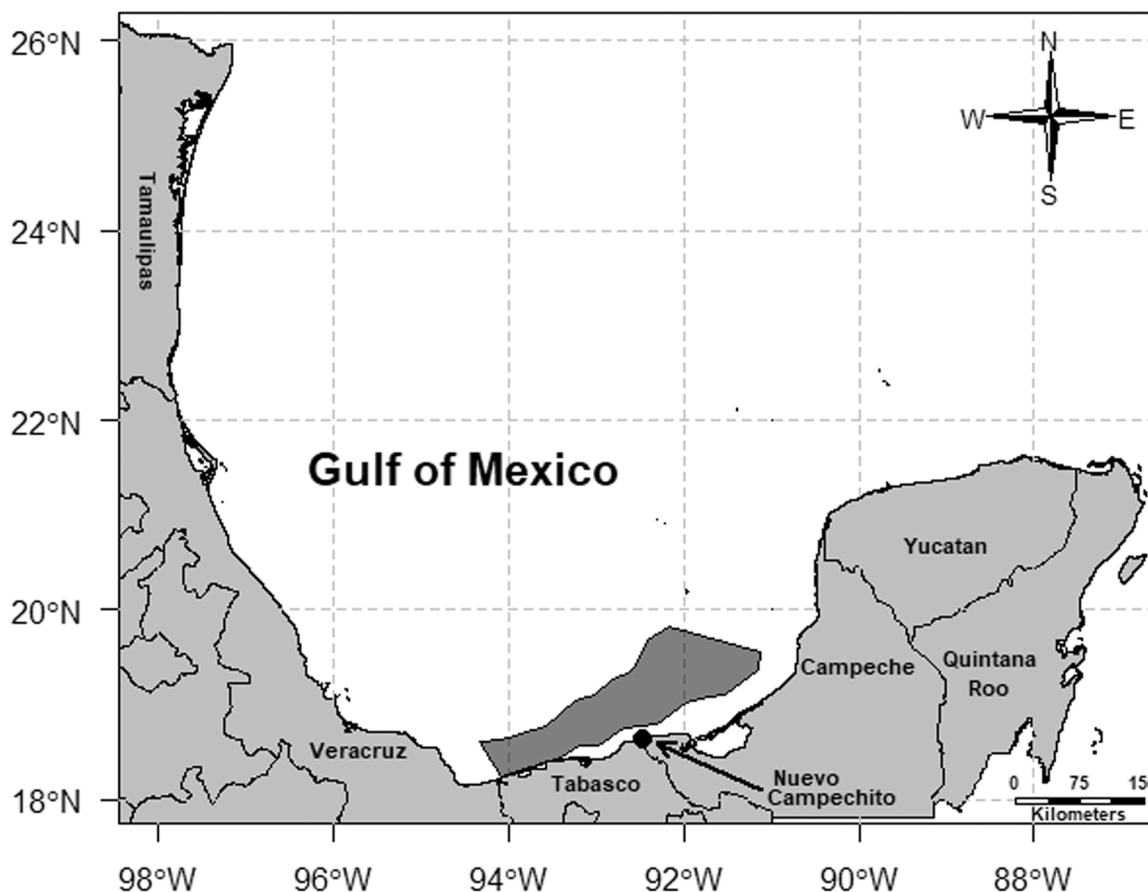 26°N
24°N
22°N
20°N
18°N
98°W
96°W
94°W
92°W
90°W
88°W
N
W
E
S
Tamaulipas
Gulf of Mexico
Yucatan
Campeche
Quintana
Roo
Veracruz
Tabasco
Nuevo
Campechito
0 75 150
Kilometers